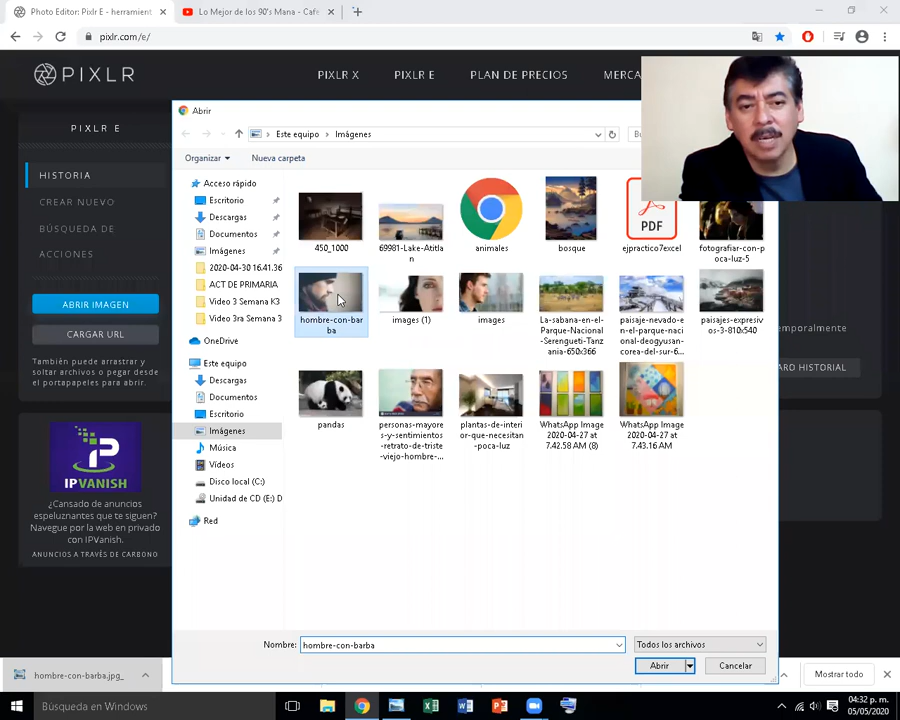 Photo Editor: Pixlr E - herramient
Lo Mejor de los 90's Mana - Cafe
pixlr.com/e/
PIXLR
PIXLR X
PIXLR E
PLAN DE PRECIOS
MERCA
PIXLR E
HISTORIA
CREAR NUEVO
BÚSQUEDA DE
ACCIONES
ABRIR IMAGEN
CARGAR URL
También puede arrastrar y
soltar archivos o pegar desde
el portapapeles para abrir.
IPVANISH
¿Cansado de anuncios
espeluznantes que te siguen?
Navegue por la web en privado
con IPVanish.
ANUNCIOS A TRAVÉS DE CARBONO
Abrir
Este equipo
Imágenes
Organizar
Nueva carpeta
Acceso rápido
Escritorio
Descargas
Documentos
Imágenes
2020-04-30 16.41.36
ACT DE PRIMARIA
Video 3 Semana K3
Video 3ra Semana 3
OneDrive
Este equipo
Descargas
Documentos
Escritorio
Imágenes
Música
Vídeos
Disco local (C:)
Unidad de CD (E:) D
Red
450_1000
69981-Lake-Atitla
n
animales
bosque
PDF
ejpractico7excel
fotografiar-con-p
oca-luz-5
hombre-con-bar
ba
images (1)
images
La-sabana-en-el-
Parque-Nacional
-Serengueti-Tanz
ania-650x366
paisaje-nevado-e
n-el-parque-naci
onal-deogyusan-
corea-del-sur-6...
paisajes-expresi
vos-3-810x540
pandas
personas-mayore
s-y-sentimientos
-retrato-de-triste
-viejo-hombre-...
plantas-de-interi
or-que-necesitan
-poca-luz
WhatsApp Image
2020-04-27 at
7.42.58 AM (8)
WhatsApp Image
2020-04-27 at
7.43.16 AM
emporalmente
ARD HISTORIAL
Nombre:
hombre-con-barba
Todos los archivos
Abrir
Cancelar
hombre-con-barba.jpg_
Mostrar todo
Búsqueda en Windows
04:32 p. m.
05/05/2020